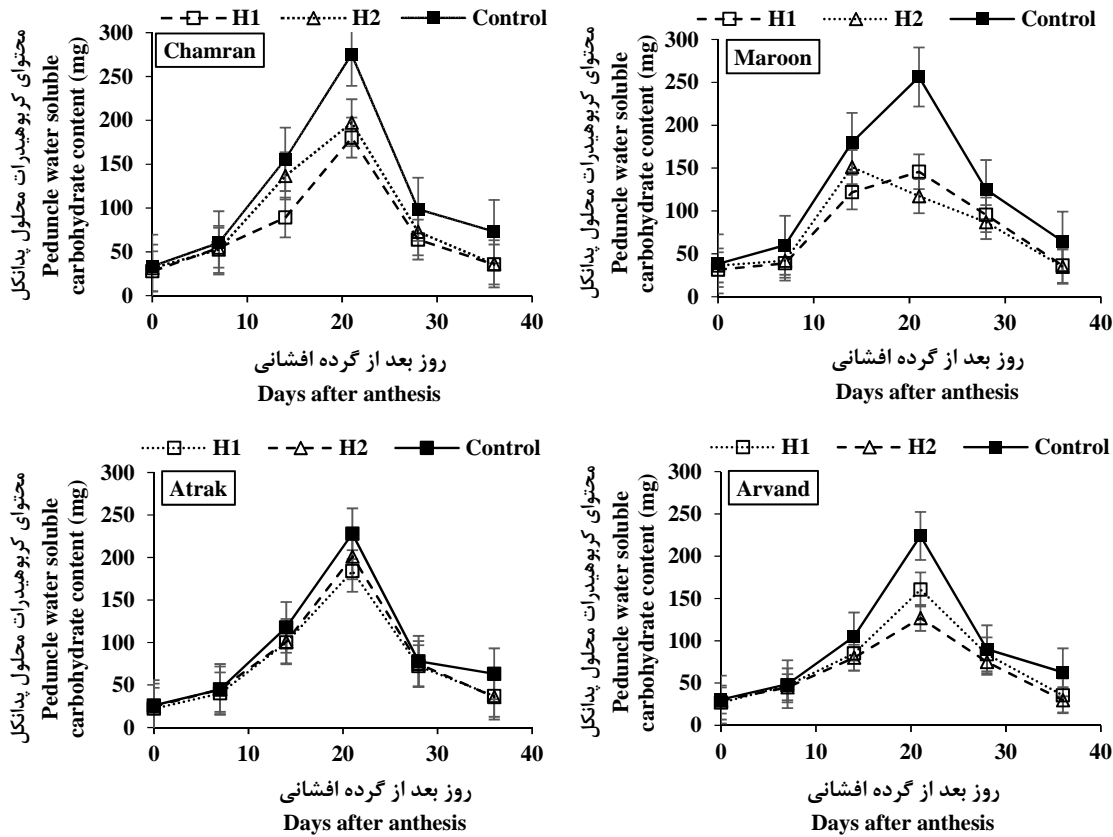 H1 H2 Control
Chamran
محتوای کربوهیدرات محلول پدانکل
Peduncle water soluble
carbohydrate content (mg)
300
250
200
150
100
50
0
0 10 20 30 40
روز بعد از گرده افشانی
Days after anthesis
H1 H2 Control
Maroon
محتوای کربوهیدرات محلول پدانکل
Peduncle water soluble
carbohydrate content (mg)
300
250
200
150
100
50
0
0 10 20 30 40
روز بعد از گرده افشانی
Days after anthesis
H1 H2 Control
Atrak
محتوای کربوهیدرات محلول پدانکل
Peduncle water soluble
carbohydrate content (mg)
300
250
200
150
100
50
0
0 10 20 30 40
روز بعد از گرده افشانی
Days after anthesis
H1 H2 Control
Arvand
محتوای کربوهیدرات محلول پدانکل
Peduncle water soluble
carbohydrate content (mg)
300
250
200
150
100
50
0
0 10 20 30 40
روز بعد از گرده افشانی
Days after anthesis